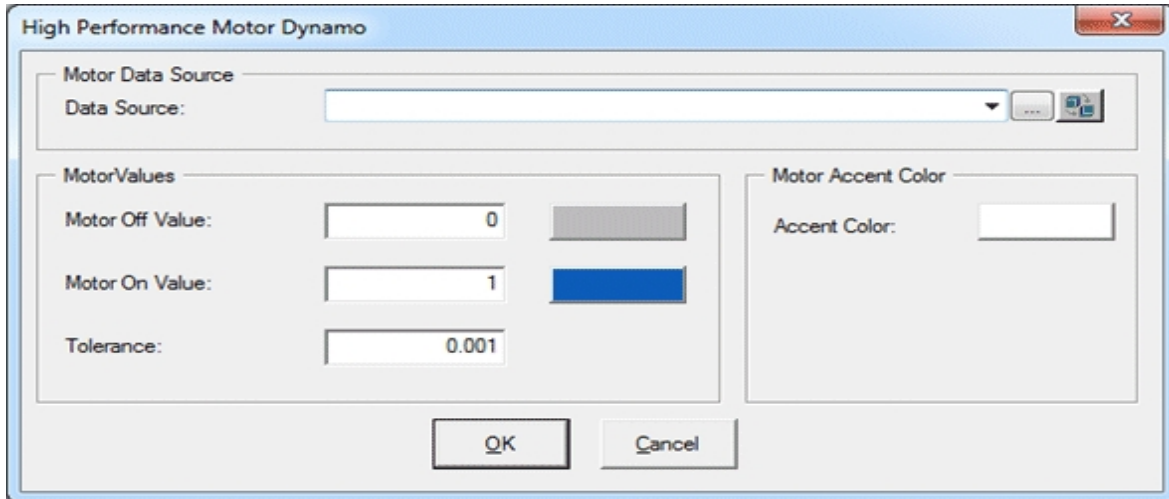 High Performance Motor Dynamo
Motor Data Source
Data Source:
...
MotorValues
Motor Off Value: 0
Motor On Value: 1
Tolerance: 0.001
Motor Accent Color
Accent Color:
OK Cancel